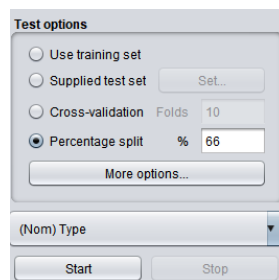 Test options
Use training set
Supplied test set Set...
Cross-validation Folds 10
Percentage split % 66
More options...
(Nom) Type
Start Stop